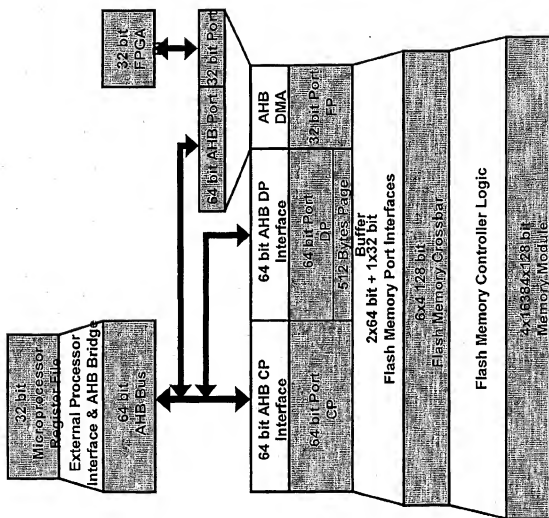 32 bit
Microprocessor
Register File
External Processor
Interface & AHB Bridge
64 bit
AHB Bus
32 bit
FPGA
64 bit AHB Port
32 bit Port
64 bit AHB CP
Interface
64 bit Port
CP
64 bit AHB DP
Interface
64 bit Port
DP
512 Bytes Page
AHB
DMA
32 bit Port
FP
Buffer
2x64 bit + 1x32 bit
Flash Memory Port Interfaces
6x4 128 bit
Flash Memory Crossbar
Flash Memory Controller Logic
4x16384x128 bit
Memory Module